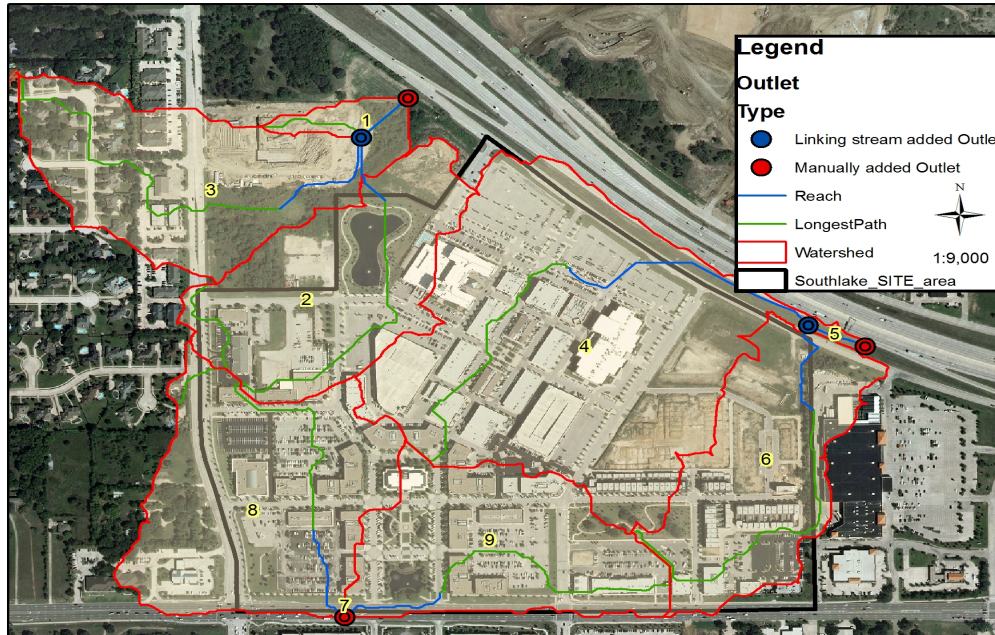 Legend
Outlet
Type
Linking stream added Outle
Manually added Outlet
Reach
N
LongestPath
Watershed
1:9,000
Southlake_SITE_area
1
3
2
4
5
6
8
9
7